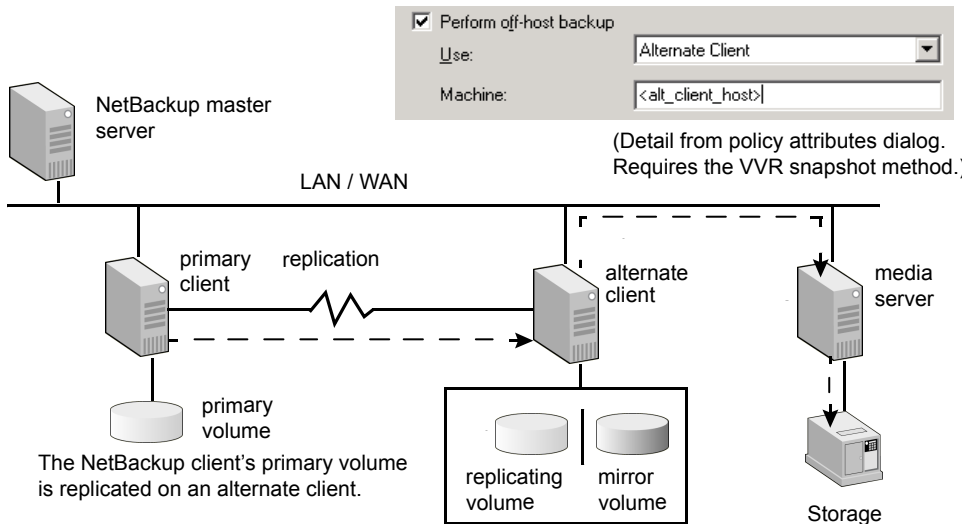 Perform off-host backup
Use:
Alternate Client
Machine:
<alt_client_host>
(Detail from policy attributes dialog.
Requires the VVR snapshot method.)
NetBackup master
server
LAN / WAN
primary
client
replication
alternate
client
media
server
primary
volume
The NetBackup client’s primary volume
is replicated on an alternate client.
replicating
volume
mirror
volume
Storage